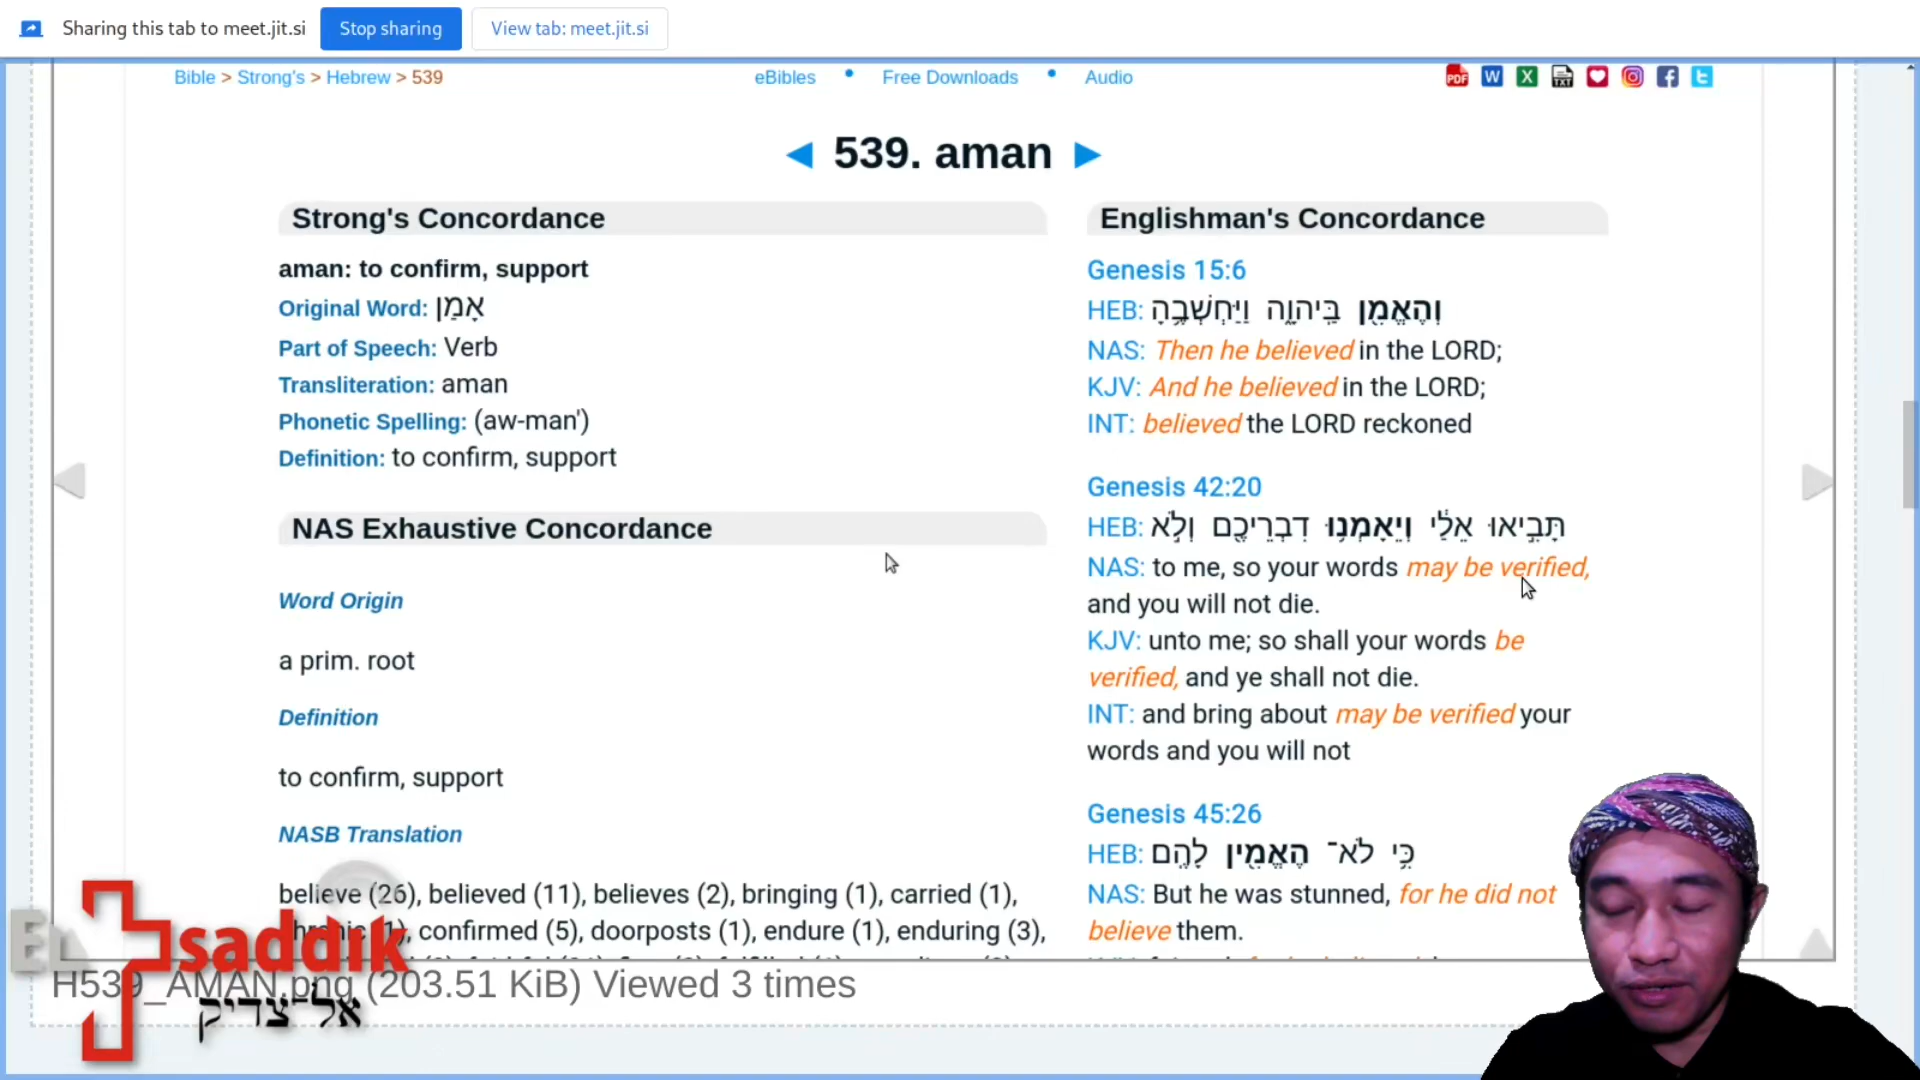 Sharing this tab to meet.jit.si Stop sharing View tab: meet.jit.si
Bible > Strong's > Hebrew > 539
eBibles • Free Downloads • Audio
◄ 539. aman ►
Strong's Concordance
aman: to confirm, support
Original Word: אָמַן
Part of Speech: Verb
Transliteration: aman
Phonetic Spelling: (aw-man')
Definition: to confirm, support
NAS Exhaustive Concordance
Word Origin
a prim. root
Definition
to confirm, support
NASB Translation
believe (26), believed (11), believes (2), bringing (1), carried (1),
confirmed (5), doorposts (1), endure (1), enduring (3),
Englishman's Concordance
Genesis 15:6
HEB: וְהֶאֱמִ֖ן בַּֽיהוָ֑ה וַיַּחְשְׁבֶ֥הָ
NAS: Then he believed in the LORD;
KJV: And he believed in the LORD;
INT: believed the LORD reckoned
Genesis 42:20
HEB: תָּבִ֣יאוּ אֵלַ֔י וְיֵאָמְנ֥וּ דִבְרֵיכֶ֖ם וְלֹ֣א
NAS: to me, so your words may be verified,
and you will not die.
KJV: unto me; so shall your words be
verified, and ye shall not die.
INT: and bring about may be verified your
words and you will not
Genesis 45:26
HEB: כִּ֥י לֹא־ הֶאֱמִ֖ין לָהֶֽם
NAS: But he was stunned, for he did not
believe them.
H539_AMAN.png (203.51 KiB) Viewed 3 times
saddik
אל־צדיק